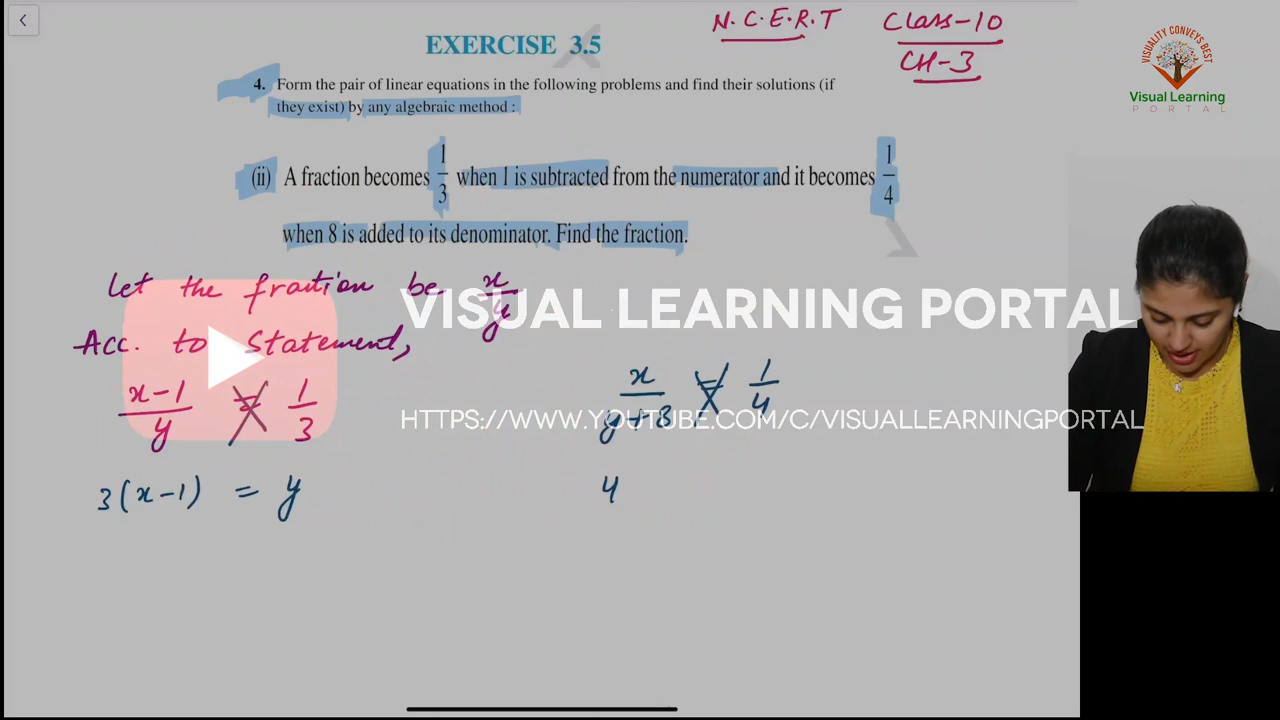 N.C.E.R.T Class-10
EXERCISE 3.5
CH-3
VISUALITY CONVEYS BEST
Visual Learning
PORTAL
4. Form the pair of linear equations in the following problems and find their solutions (if
they exist) by any algebraic method :
(ii) A fraction becomes 1/3 when 1 is subtracted from the numerator and it becomes 1/4
when 8 is added to its denominator. Find the fraction.
Let the fraction be x/y
VISUAL LEARNING PORTAL
Acc. to Statement,
(x-1)/y = 1/3 x/(y+8) = 1/4
HTTPS://WWW.YOUTUBE.COM/C/VISUALLEARNINGPORTAL
3(x-1) = y 4